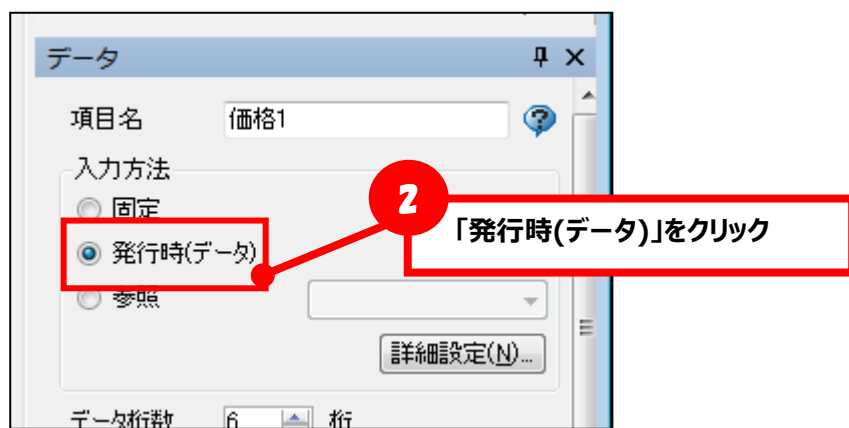 データ
項目名 価格1
入力方法
固定
2
発行時(データ)
「発行時(データ)」をクリック
参照
詳細設定(N)...
データ桁数 6 桁